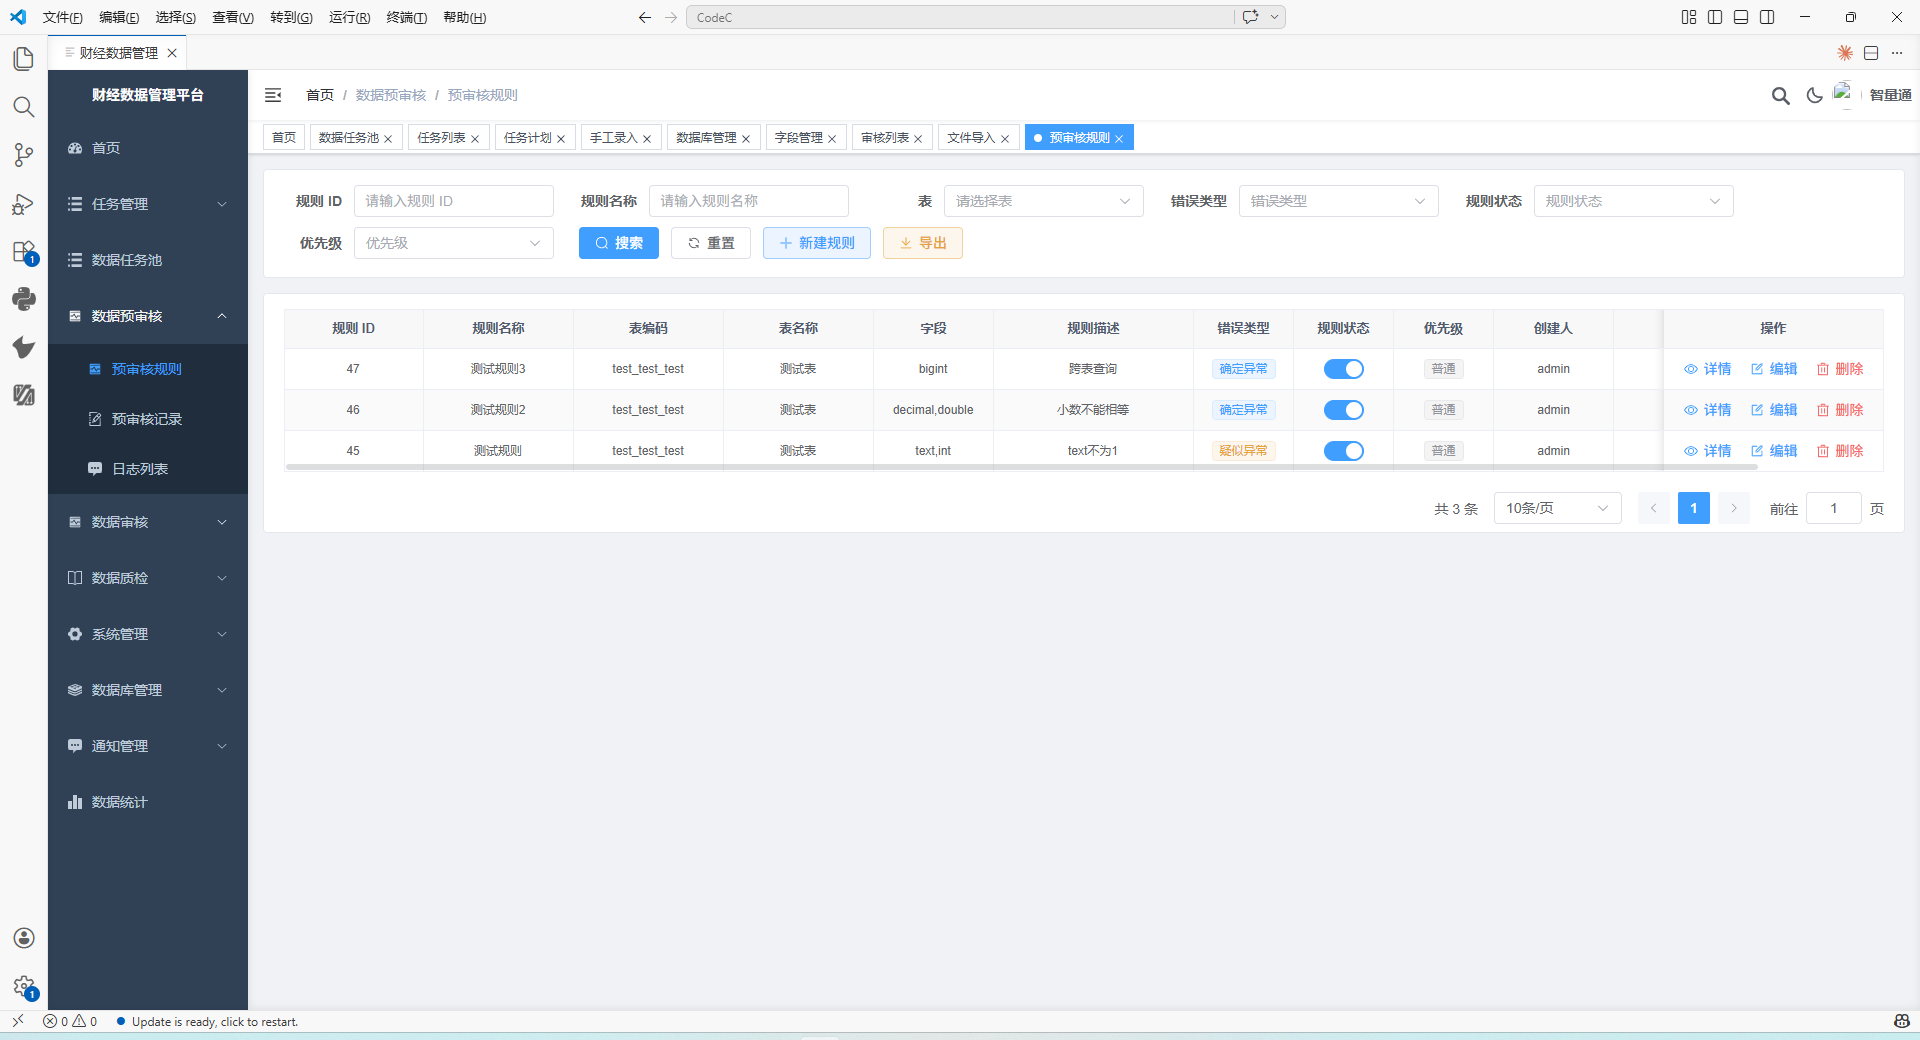 文件(F) 编辑(E) 选择(S) 查看(V) 转到(G) 运行(R) 终端(T) 帮助(H) CodeC
财经数据管理
财经数据管理平台
首页
任务管理
数据任务池
数据预审核
预审核规则
预审核记录
日志列表
数据审核
数据质检
系统管理
数据库管理
通知管理
数据统计
1
1
首页 / 数据预审核 / 预审核规则 智量通
首页 数据任务池 任务列表 任务计划 手工录入 数据库管理 字段管理 审核列表 文件导入 预审核规则
规则 ID 请输入规则 ID 规则名称 请输入规则名称 表 请选择表 错误类型 错误类型 规则状态 规则状态
优先级 优先级 搜索 重置 新建规则 导出
规则 ID 规则名称 表编码 表名称 字段 规则描述 错误类型 规则状态 优先级 创建人 操作
47 测试规则3 test_test_test 测试表 bigint 跨表查询 确定异常 普通 admin 详情 编辑 删除
46 测试规则2 test_test_test 测试表 decimal,double 小数不能相等 确定异常 普通 admin 详情 编辑 删除
45 测试规则 test_test_test 测试表 text,int text不为1 疑似异常 普通 admin 详情 编辑 删除
共 3 条 10条/页 1 前往 1 页
0 0 Update is ready, click to restart.